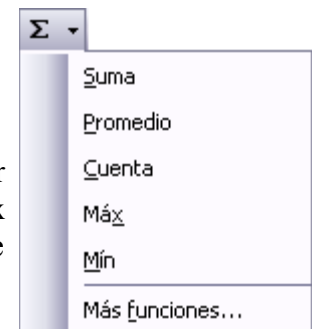 Σ
Suma
Promedio
Cuenta
Máx
Mín
Más funciones...
r
k
e